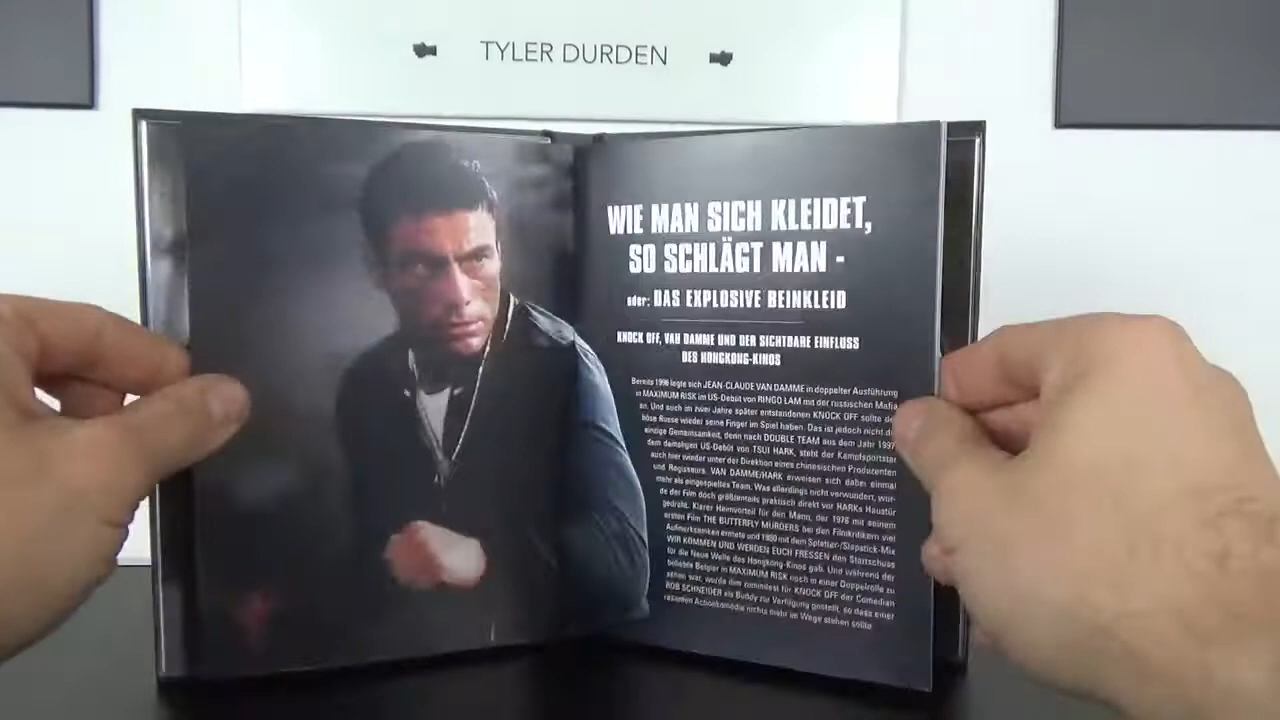 TYLER DURDEN
WIE MAN SICH KLEIDET,
SO SCHLÄGT MAN -
oder: DAS EXPLOSIVE BEINKLEID
KNOCK OFF, VAN DAMME UND DER SICHTBARE EINFLUSS
DES HONGKONG-KINOS
Bereits 1996 legte sich JEAN-CLAUDE VAN DAMME in doppelter Ausführung
in MAXIMUM RISK im US-Debüt von RINGO LAM mit der russischen Mafia
an. Und auch im zwei Jahre später entstandenen KNOCK OFF sollte
böse Russe wieder seine Finger im Spiel haben. Das ist jedoch nicht
einzige Gemeinsamkeit, denn nach DOUBLE TEAM aus dem Jahr 1997,
dem damaligen US-Debüt von TSUI HARK, steht der Kampfsportstar
auch hier wieder unter der Direktion eines chinesischen Produzenten
und Regisseurs. VAN DAMME/HARK erweisen sich dabei einmal
mehr als eingespieltes Team. Was allerdings nicht verwundert, wur-
de der Film doch größtenteils praktisch direkt vor HARKs Haustür
gedreht. Klarer Heimvorteil für den Mann, der 1978 mit seinem
ersten Film THE BUTTERFLY MURDERS bei den Filmkritikern viel
Aufmerksamkeit erntete und 1980 mit dem Splatter-/Slapstick-Mix
WIR KOMMEN UND WERDEN EUCH FRESSEN den Startschuss
für die Neue Welle des Hongkong-Kinos gab. Und während der
beliebte Belgier in MAXIMUM RISK noch in einer Doppelrolle zu
sehen war, wurde ihm zumindest für KNOCK OFF der Comedian
ROB SCHNEIDER als Buddy zur Verfügung gestellt, so dass einer
rasanten Actionkomödie nichts mehr im Wege stehen sollte.